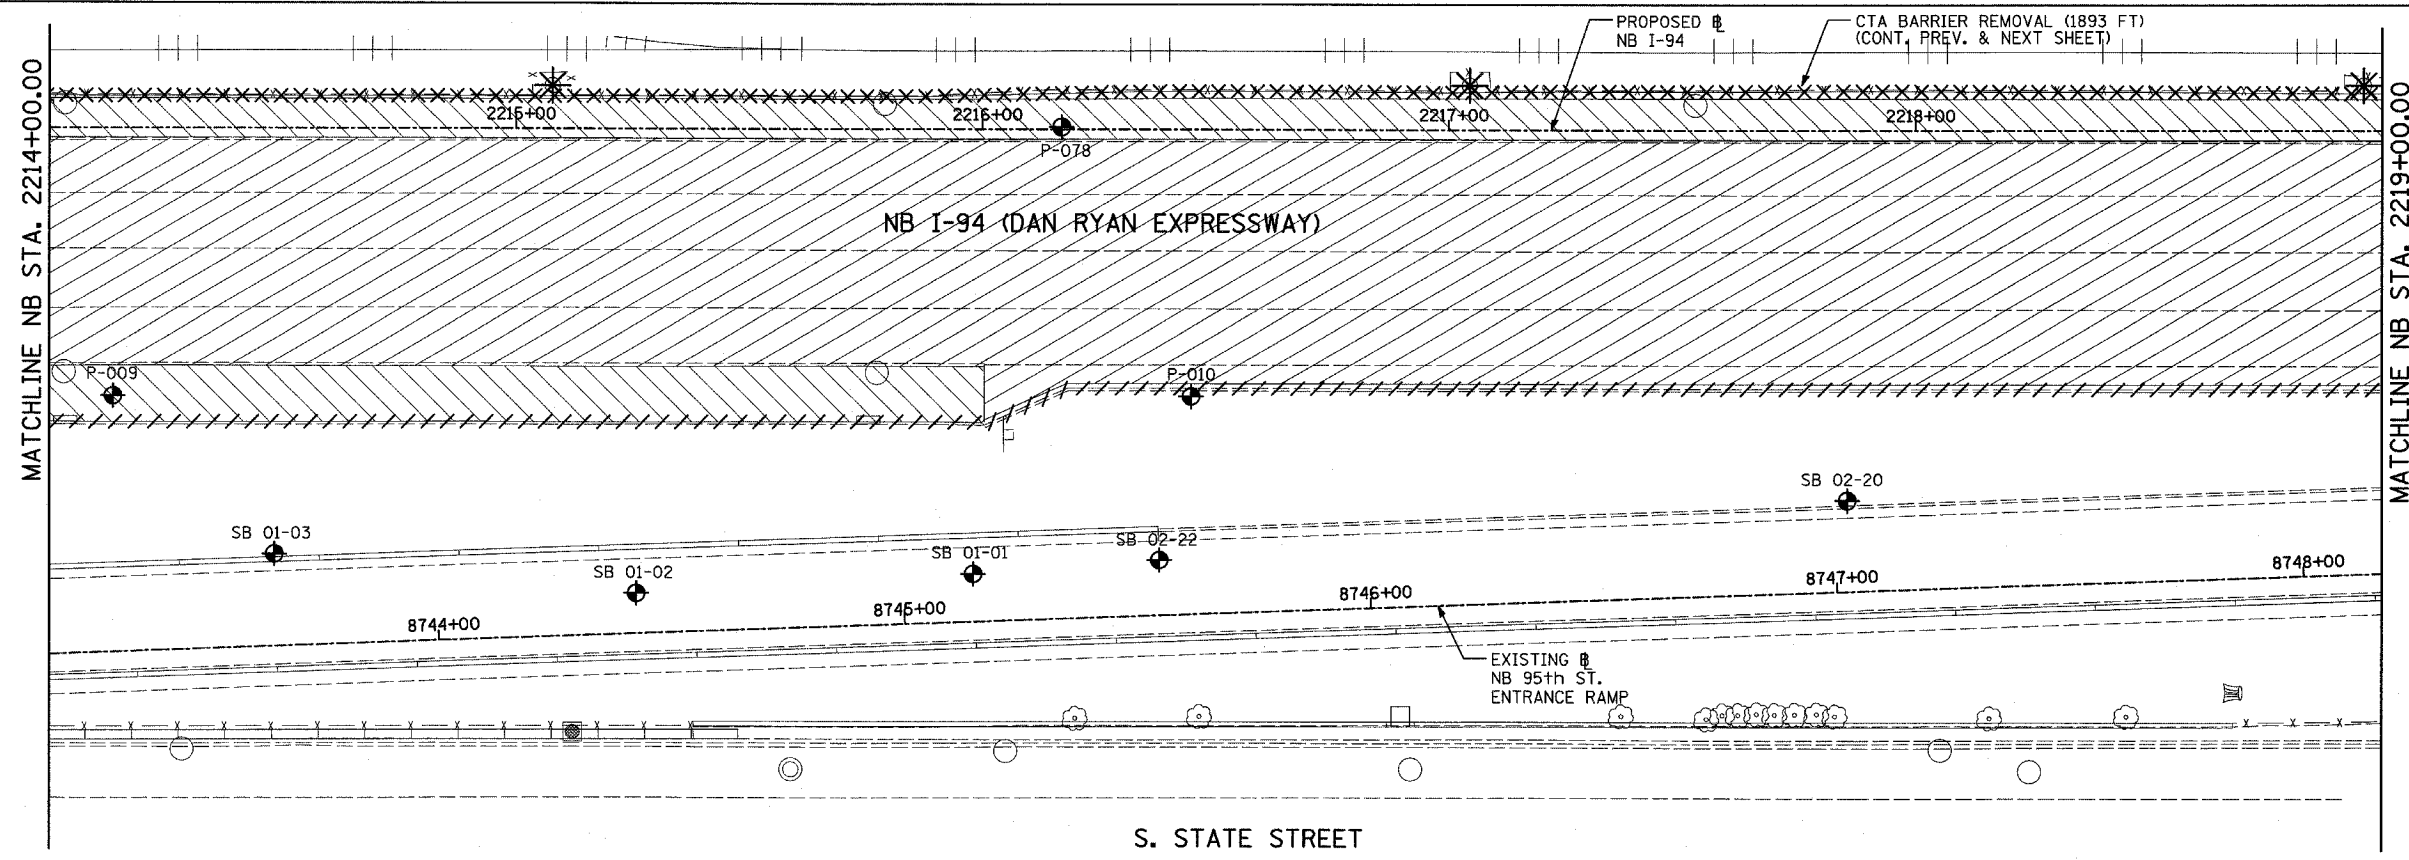 PROPOSED ℄
NB I-94
CTA BARRIER REMOVAL (1893 FT)
(CONT. PREV. & NEXT SHEET)
MATCHLINE NB STA. 2214+00.00
MATCHLINE NB STA. 2219+00.00
2215+00
2216+00
2217+00
2218+00
P-078
NB I-94 (DAN RYAN EXPRESSWAY)
P-009
P-010
SB 02-20
SB 01-03
SB 01-02
SB 01-01
SB 02-22
8744+00
8745+00
8746+00
8747+00
8748+00
EXISTING ℄
NB 95th ST.
ENTRANCE RAMP
S. STATE STREET